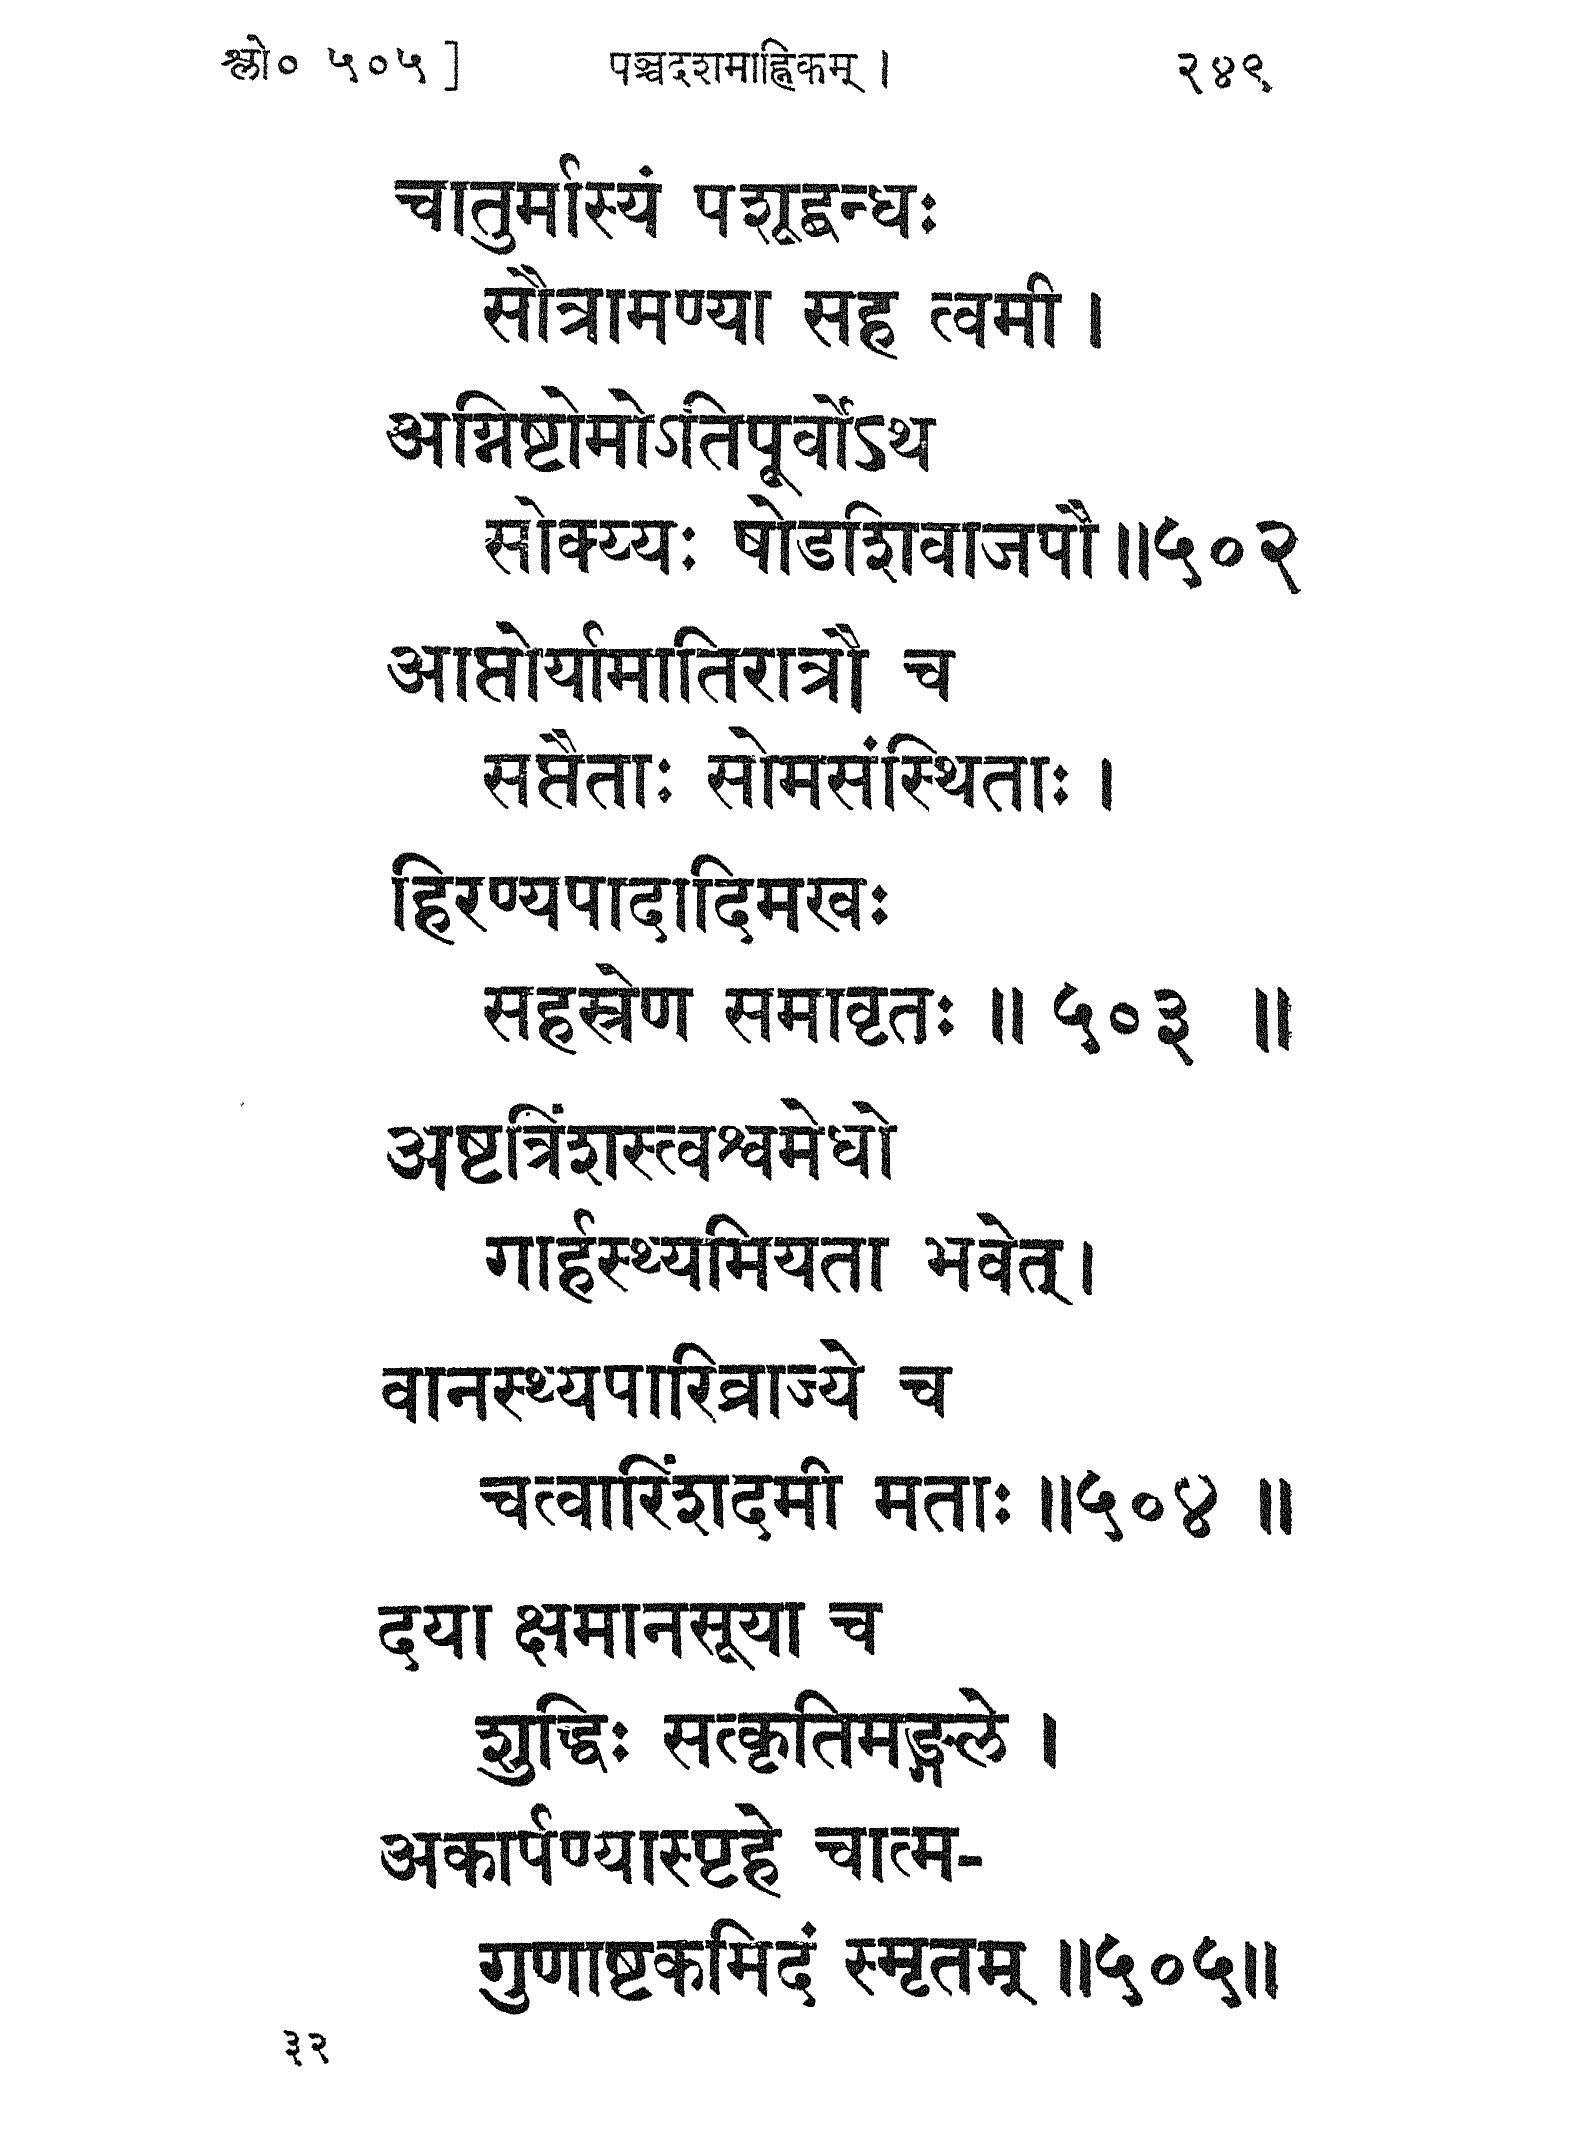 श्लो० ५०५] पञ्चदशमाह्निकम् । २४९
चातुर्मास्यं पशूद्बन्धः
सौत्रामण्या सह त्वमी ।
अग्निष्टोमोऽतिपूर्वोऽथ
सोक्थ्यः षोडशिवाजपौ॥५०२
आप्तोर्यामातिरात्रौ च
सप्तैताः सोमसंस्थिताः ।
हिरण्यपादादिमखः
सहस्रेण समावृतः ॥ ५०३ ॥
अष्टत्रिंशस्त्वश्वमेधो
गार्हस्थ्यमियता भवेत्।
वानस्थ्यपारिव्राज्ये च
चत्वारिंशदमी मताः ॥५०४ ॥
दया क्षमानसूया च
शुद्धिः सत्कृतिमङ्गले ।
अकार्पण्यास्पृहे चात्म-
गुणाष्टकमिदं स्मृतम् ॥५०५॥
३२